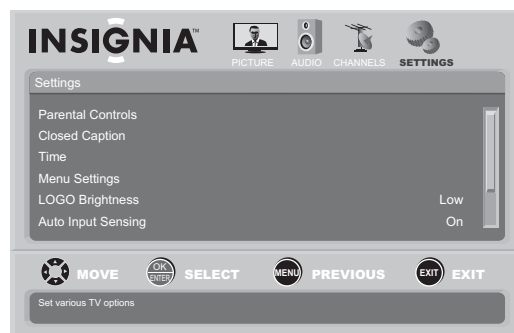 INSIGNIA™
PICTURE AUDIO CHANNELS SETTINGS
Settings
Parental Controls
Closed Caption
Time
Menu Settings
LOGO Brightness Low
Auto Input Sensing On
MOVE OK ENTER SELECT MENU PREVIOUS EXIT EXIT
Set various TV options